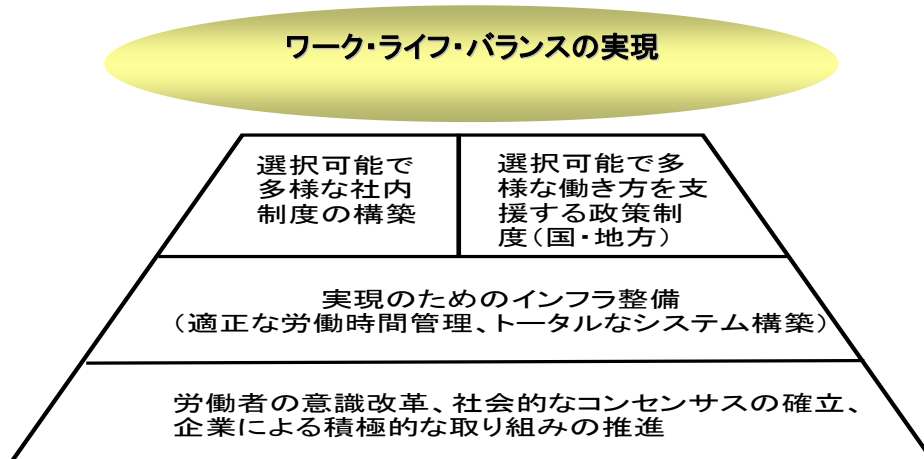 ワーク・ライフ・バランスの実現
選択可能で
多様な社内
制度の構築
選択可能で多
様な働き方を支
援する政策制
度(国・地方)
実現のためのインフラ整備
(適正な労働時間管理、トータルなシステム構築)
労働者の意識改革、社会的なコンセンサスの確立、
企業による積極的な取り組みの推進